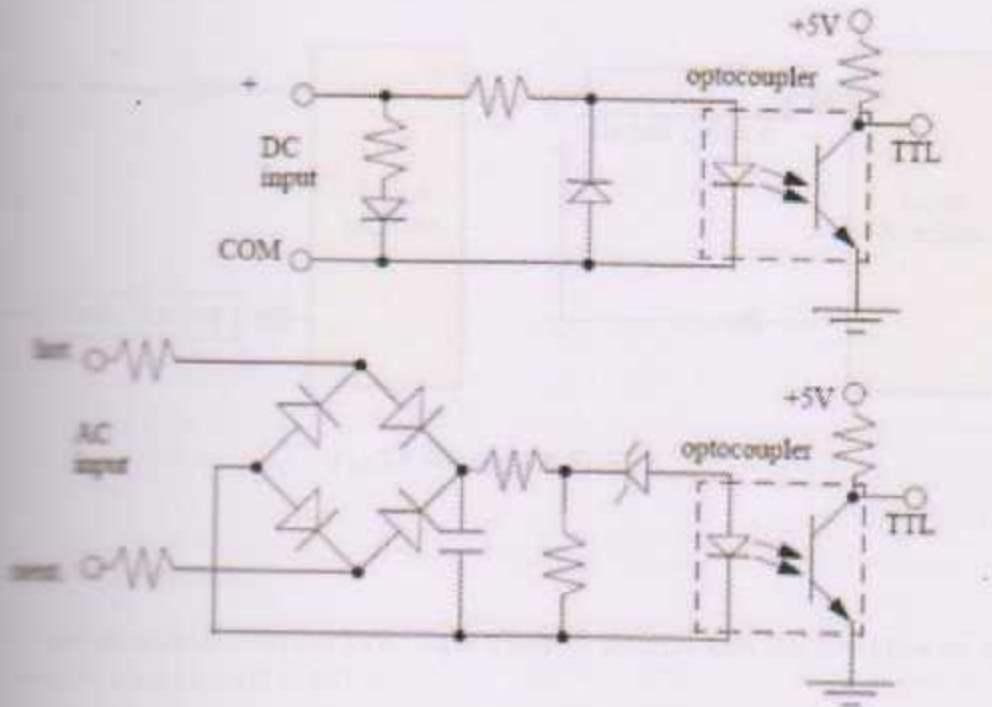 +5V
optocoupler
+
DC
input
TTL
COM
+5V
AC
input
optocoupler
TTL